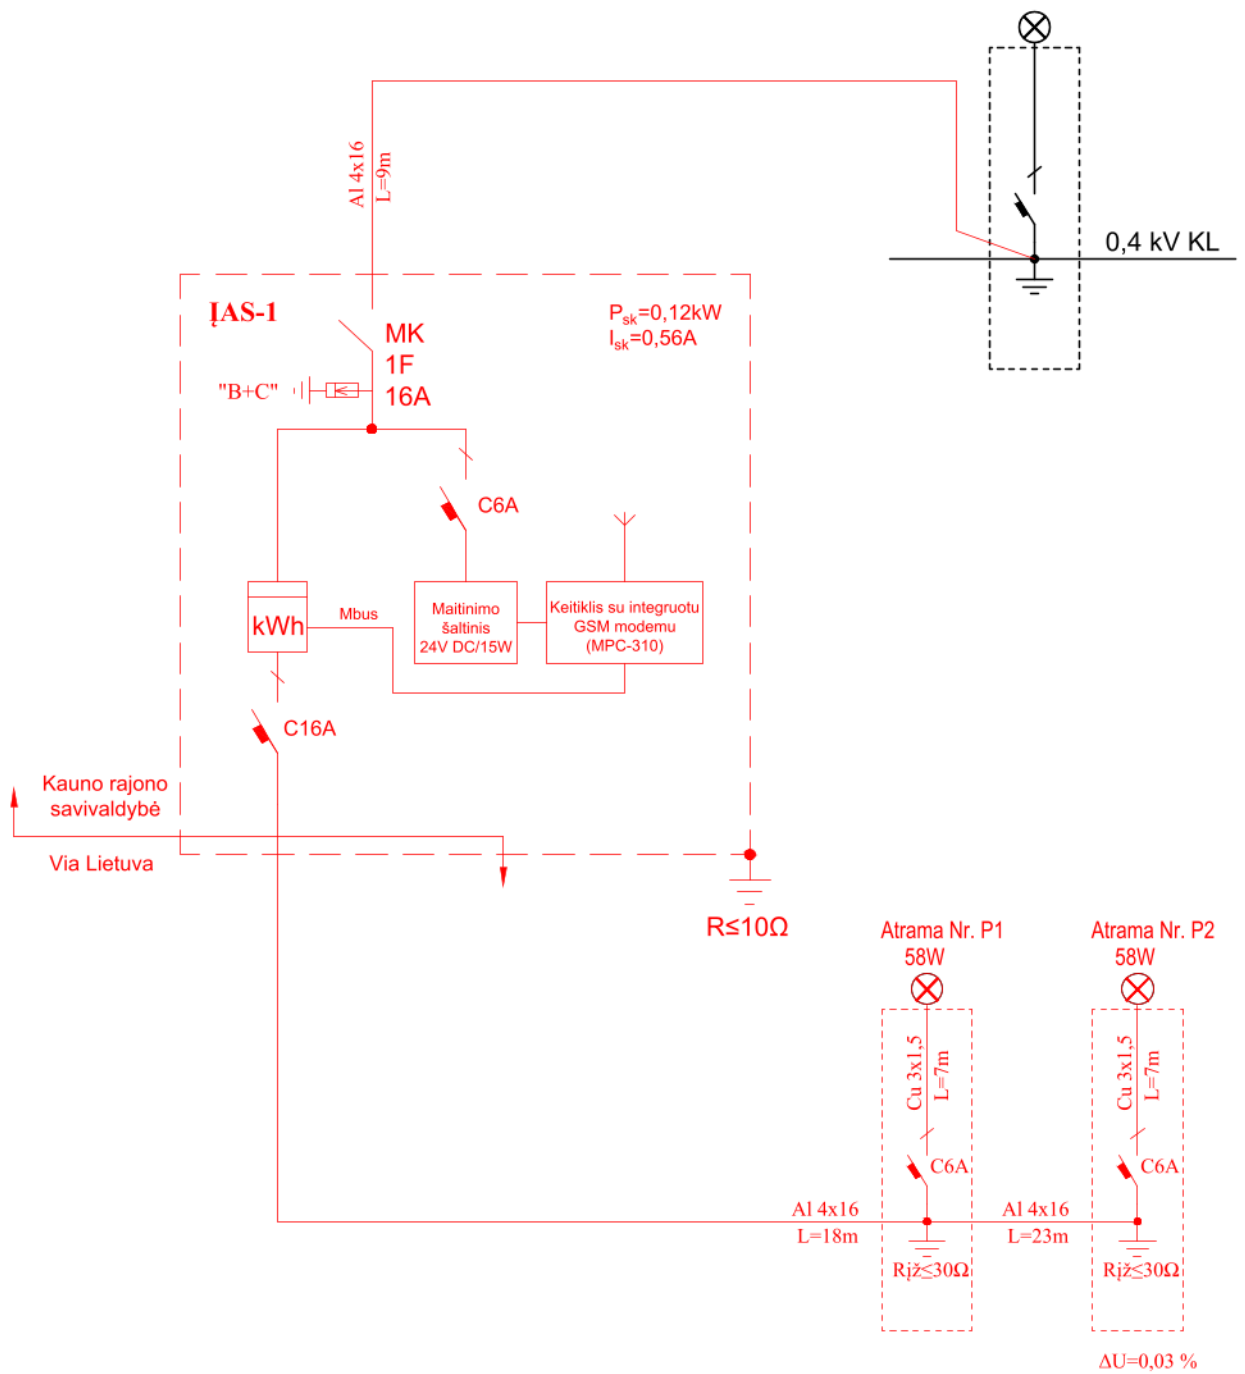 Al 4x16
L=9m
0,4 kV KL
ĮAS-1
Psk=0,12kW
Isk=0,56A
MK
1F
16A
"B+C"
C6A
kWh
Mbus
Maitinimo
šaltinis
24V DC/15W
Keitiklis su integruotu
GSM modemu
(MPC-310)
C16A
Kauno rajono
savivaldybė
Via Lietuva
R≤10Ω
Atrama Nr. P1
58W
Cu 3x1,5
L=7m
C6A
Atrama Nr. P2
58W
Cu 3x1,5
L=7m
C6A
Al 4x16
L=18m
Al 4x16
L=23m
Rįž≤30Ω
Rįž≤30Ω
ΔU=0,03 %